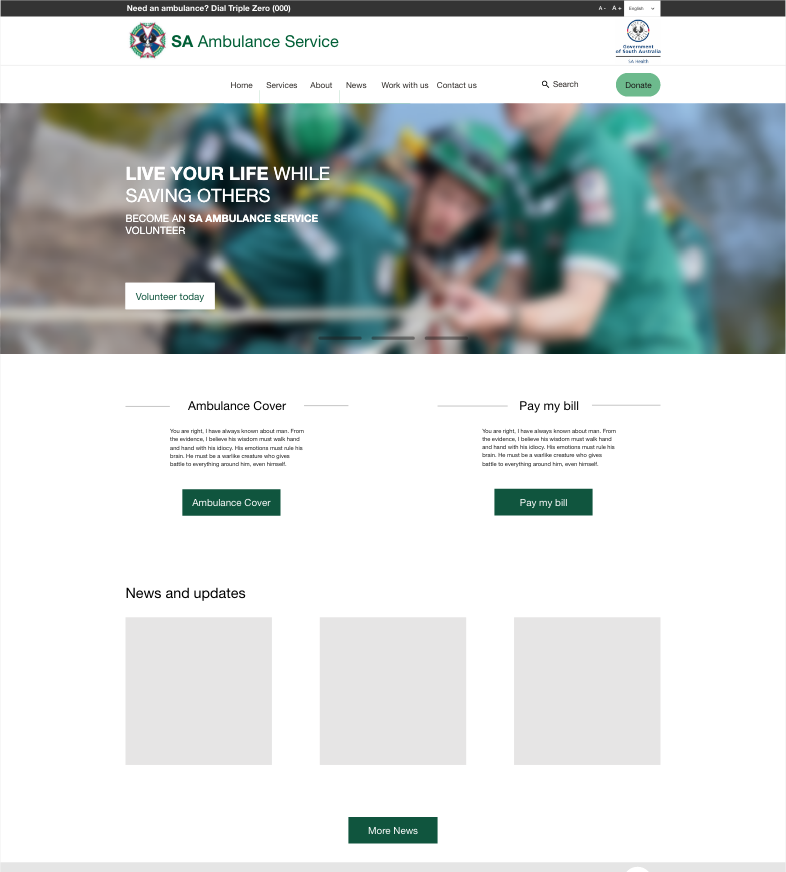 Need an ambulance? Dial Triple Zero (000)
A - A + English
SA Ambulance Service
Government
of South Australia
SA Health
Home Services About News Work with us Contact us Search Donate
LIVE YOUR LIFE WHILE
SAVING OTHERS
BECOME AN SA AMBULANCE SERVICE
VOLUNTEER
Volunteer today
Ambulance Cover
You are right, I have always known about man. From
the evidence, I believe his wisdom must walk hand
and hand with his idiocy. His emotions must rule his
brain. He must be a warlike creature who gives
battle to everything around him, even himself.
Ambulance Cover
Pay my bill
You are right, I have always known about man. From
the evidence, I believe his wisdom must walk hand
and hand with his idiocy. His emotions must rule his
brain. He must be a warlike creature who gives
battle to everything around him, even himself.
Pay my bill
News and updates
More News